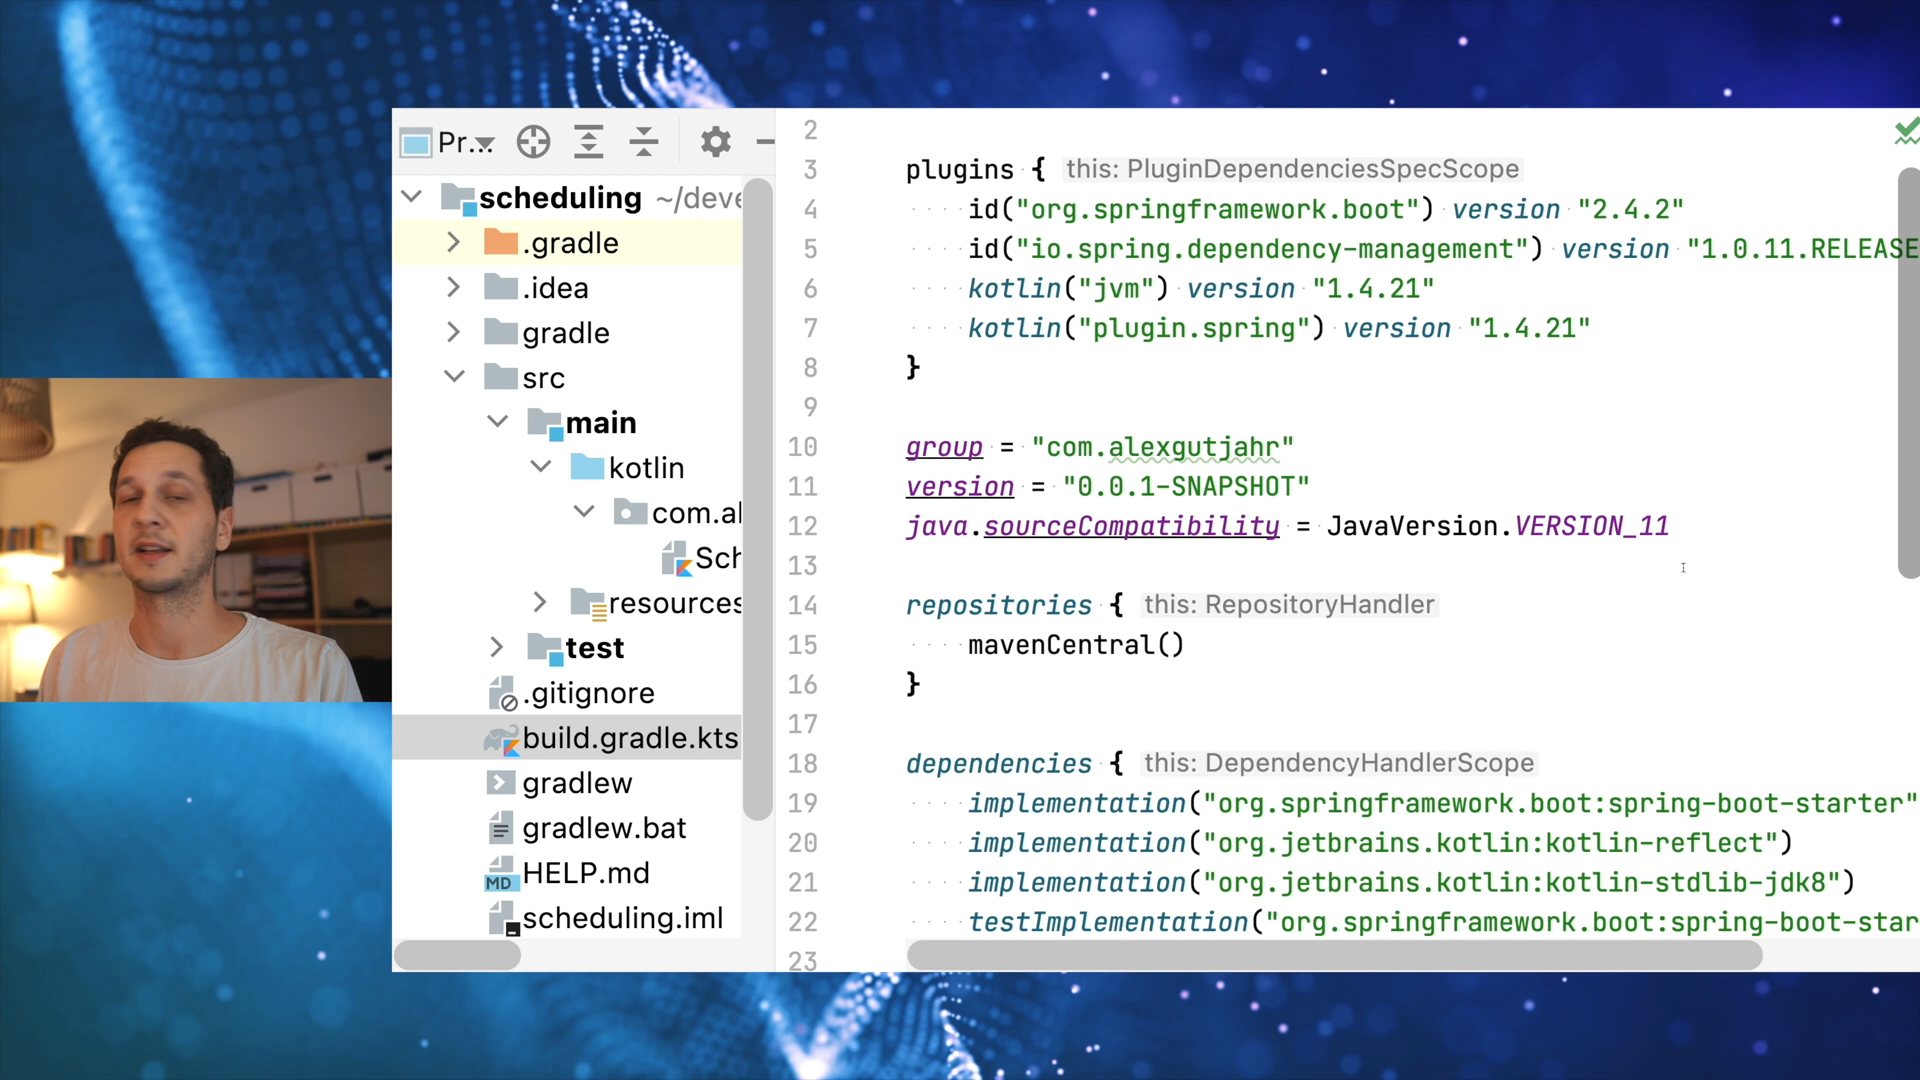 Pr...
scheduling ~/deve
.gradle
.idea
gradle
src
main
kotlin
com.al
Sch
resources
test
.gitignore
build.gradle.kts
gradlew
gradlew.bat
MD HELP.md
scheduling.iml
2
3 plugins { this: PluginDependenciesSpecScope
4 id("org.springframework.boot") version "2.4.2"
5 id("io.spring.dependency-management") version "1.0.11.RELEASE
6 kotlin("jvm") version "1.4.21"
7 kotlin("plugin.spring") version "1.4.21"
8 }
9
10 group = "com.alexgutjahr"
11 version = "0.0.1-SNAPSHOT"
12 java.sourceCompatibility = JavaVersion.VERSION_11
13
14 repositories { this: RepositoryHandler
15 mavenCentral()
16 }
17
18 dependencies { this: DependencyHandlerScope
19 implementation("org.springframework.boot:spring-boot-starter"
20 implementation("org.jetbrains.kotlin:kotlin-reflect")
21 implementation("org.jetbrains.kotlin:kotlin-stdlib-jdk8")
22 testImplementation("org.springframework.boot:spring-boot-star
23